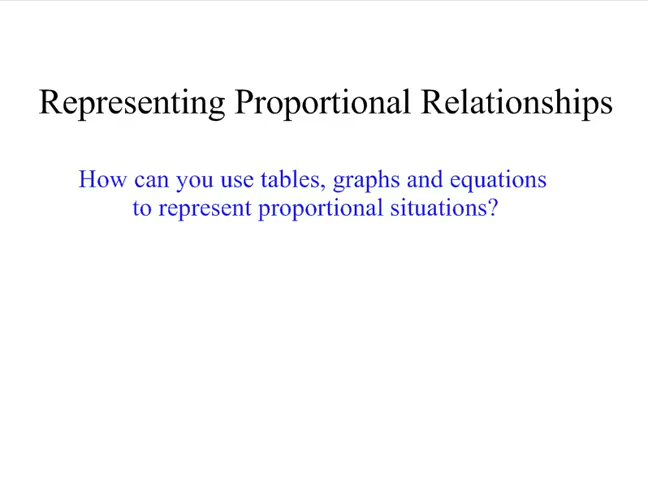 Representing Proportional Relationships
How can you use tables, graphs and equations
to represent proportional situations?